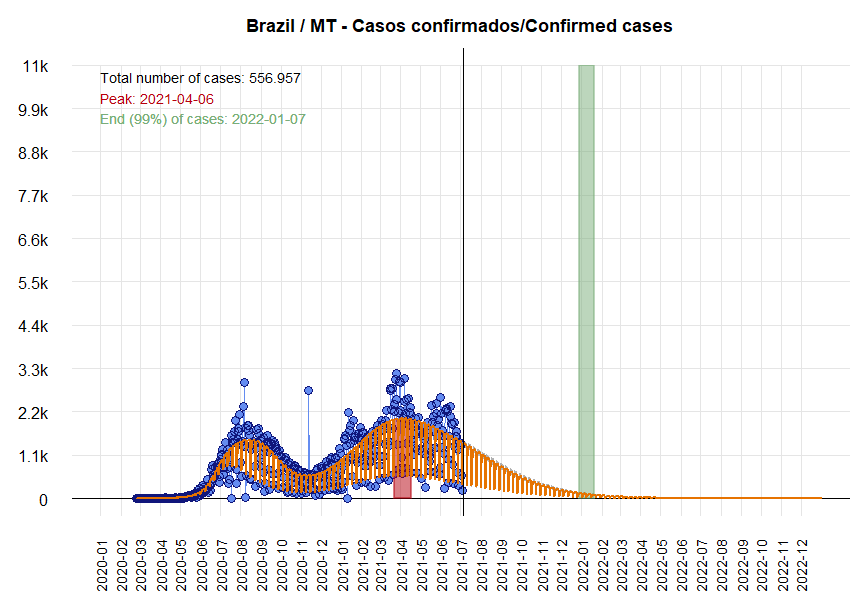 Brazil / MT - Casos confirmados/Confirmed cases
11k
Total number of cases: 556.957
Peak: 2021-04-06
9.9k
End (99%) of cases: 2022-01-07
8.8k
7.7k
6.6k
5.5k
4.4k
3.3k
2.2k
1.1k
0
2020-01
2020-02
2020-03
2020-04
2020-05
2020-06
2020-07
2020-08
2020-09
2020-10
2020-11
2020-12
2021-01
2021-02
2021-03
2021-04
2021-05
2021-06
2021-07
2021-08
2021-09
2021-10
2021-11
2021-12
2022-01
2022-02
2022-03
2022-04
2022-05
2022-06
2022-07
2022-08
2022-09
2022-10
2022-11
2022-12